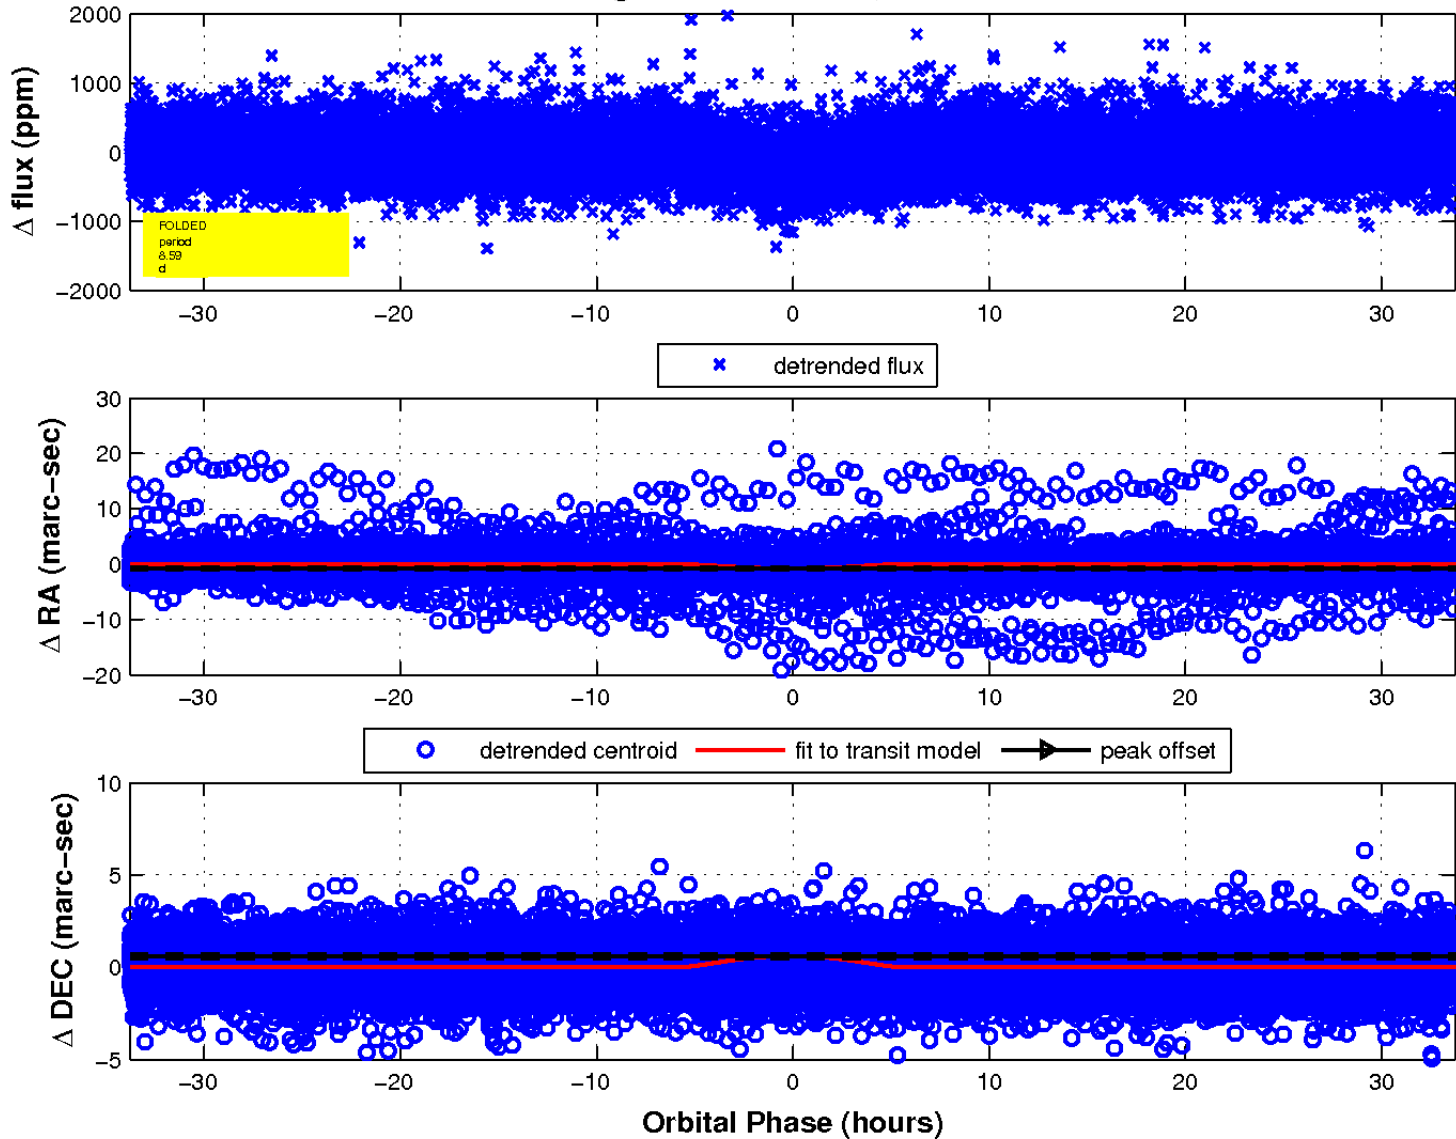 2000
1000
0
−1000
−2000
Δ flux (ppm)
FOLDED
period
8.59
d
−30 −20 −10 0 10 20 30
detrended flux
30
20
10
0
−10
−20
Δ RA (marc−sec)
−30 −20 −10 0 10 20 30
detrended centroid fit to transit model peak offset
10
5
0
−5
Δ DEC (marc−sec)
−30 −20 −10 0 10 20 30
Orbital Phase (hours)